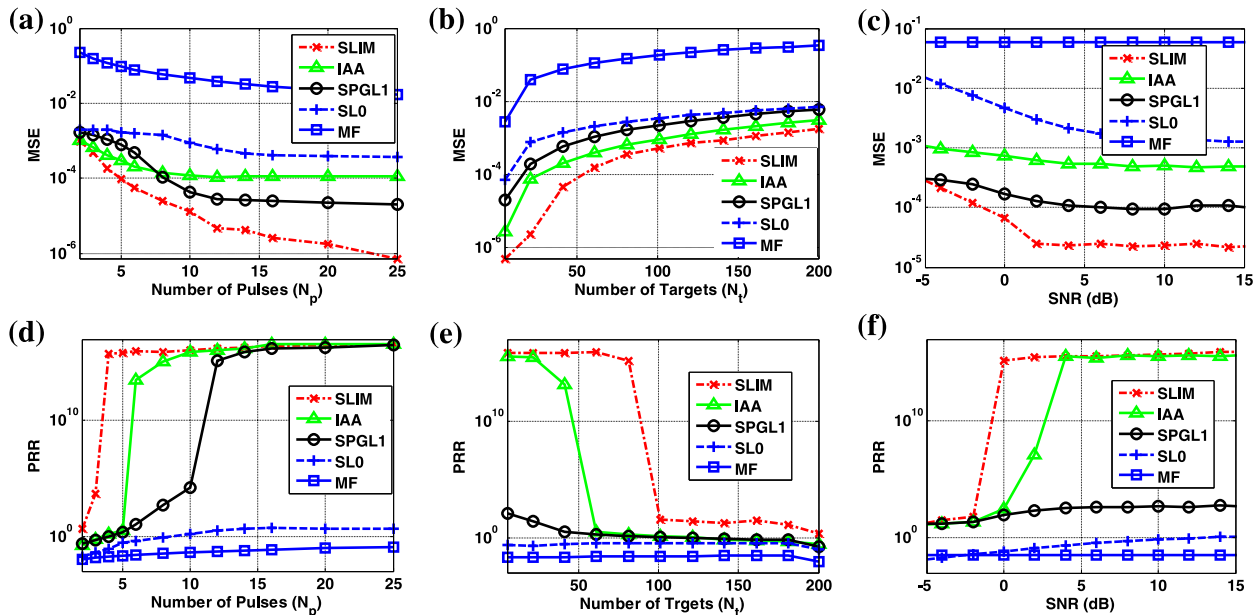 (a)
10^0
10^-2
10^-4
10^-6
MSE
5
10
15
20
25
Number of Pulses (N_p)
SLIM
IAA
SPGL1
SL0
MF
(b)
10^0
10^-2
10^-4
10^-6
MSE
50
100
150
200
Number of Targets (N_t)
SLIM
IAA
SPGL1
SL0
MF
(c)
10^-1
10^-2
10^-3
10^-4
10^-5
MSE
-5
0
5
10
15
SNR (dB)
SLIM
IAA
SPGL1
SL0
MF
(d)
10^10
10^0
PRR
5
10
15
20
25
Number of Pulses (N_p)
SLIM
IAA
SPGL1
SL0
MF
(e)
10^10
10^0
PRR
50
100
150
200
Number of Trgets (N_t)
SLIM
IAA
SPGL1
SL0
MF
(f)
10^10
10^0
PRR
-5
0
5
10
15
SNR (dB)
SLIM
IAA
SPGL1
SL0
MF